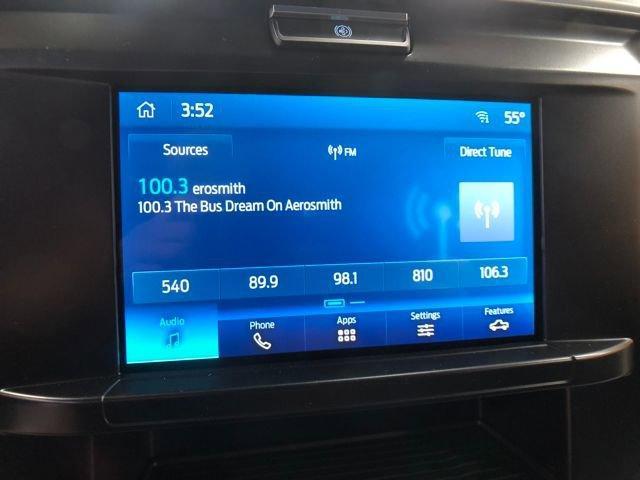 3:52 55°
Sources FM Direct Tune
100.3 erosmith
100.3 The Bus Dream On Aerosmith
540 89.9 98.1 810 106.3
Audio Phone Apps Settings Features